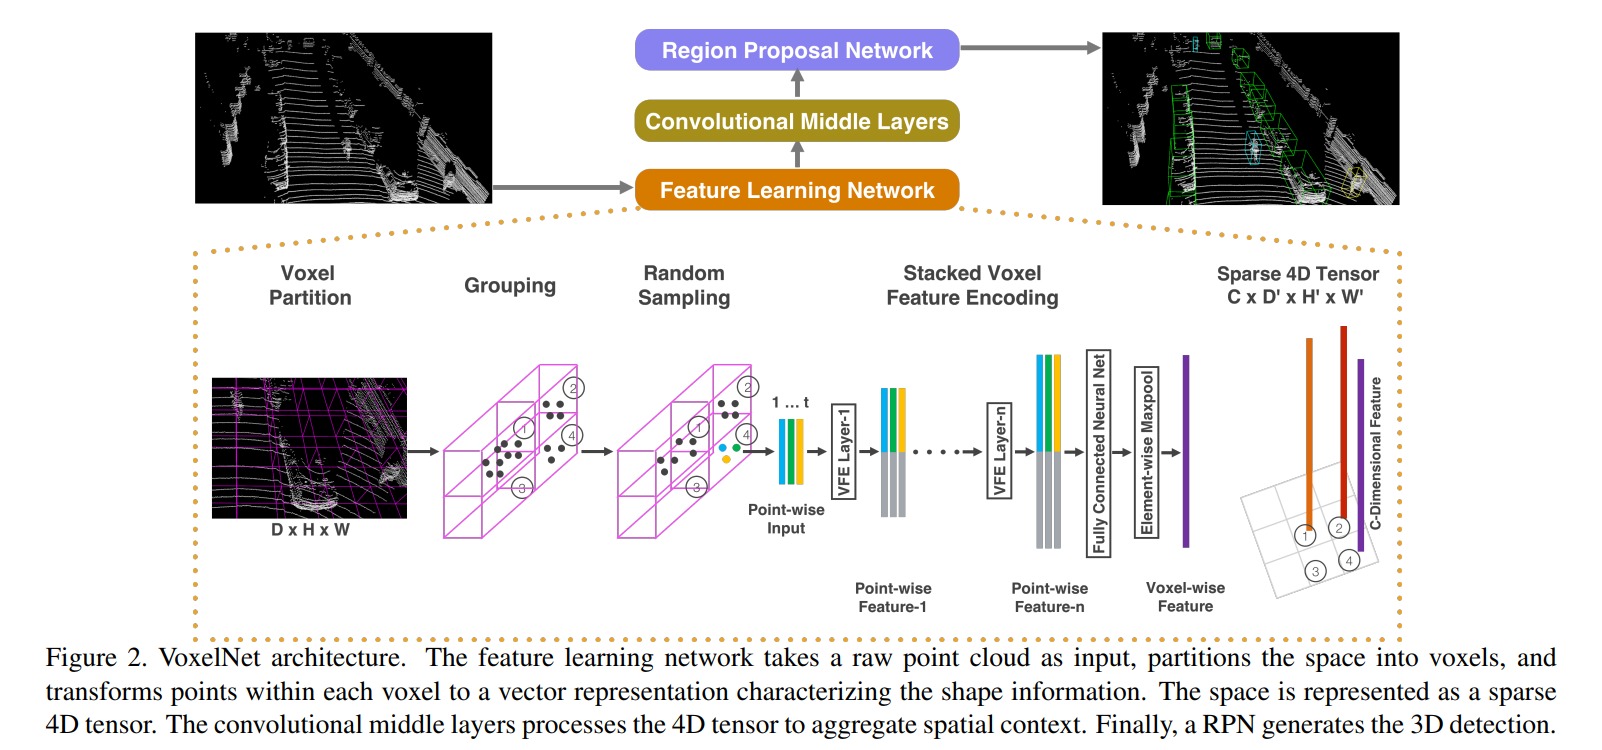 Region Proposal Network
Convolutional Middle Layers
Feature Learning Network
Voxel
Partition
Grouping
Random
Sampling
Stacked Voxel
Feature Encoding
Sparse 4D Tensor
C x D' x H' x W'
D x H x W
1
2
3
4
1
2
3
4
1 ... t
Point-wise
Input
VFE Layer-1
Point-wise
Feature-1
VFE Layer-n
Point-wise
Feature-n
Fully Connected Neural Net
Element-wise Maxpool
Voxel-wise
Feature
1
2
3
4
C-Dimensional Feature
Figure 2. VoxelNet architecture. The feature learning network takes a raw point cloud as input, partitions the space into voxels, and
transforms points within each voxel to a vector representation characterizing the shape information. The space is represented as a sparse
4D tensor. The convolutional middle layers processes the 4D tensor to aggregate spatial context. Finally, a RPN generates the 3D detection.